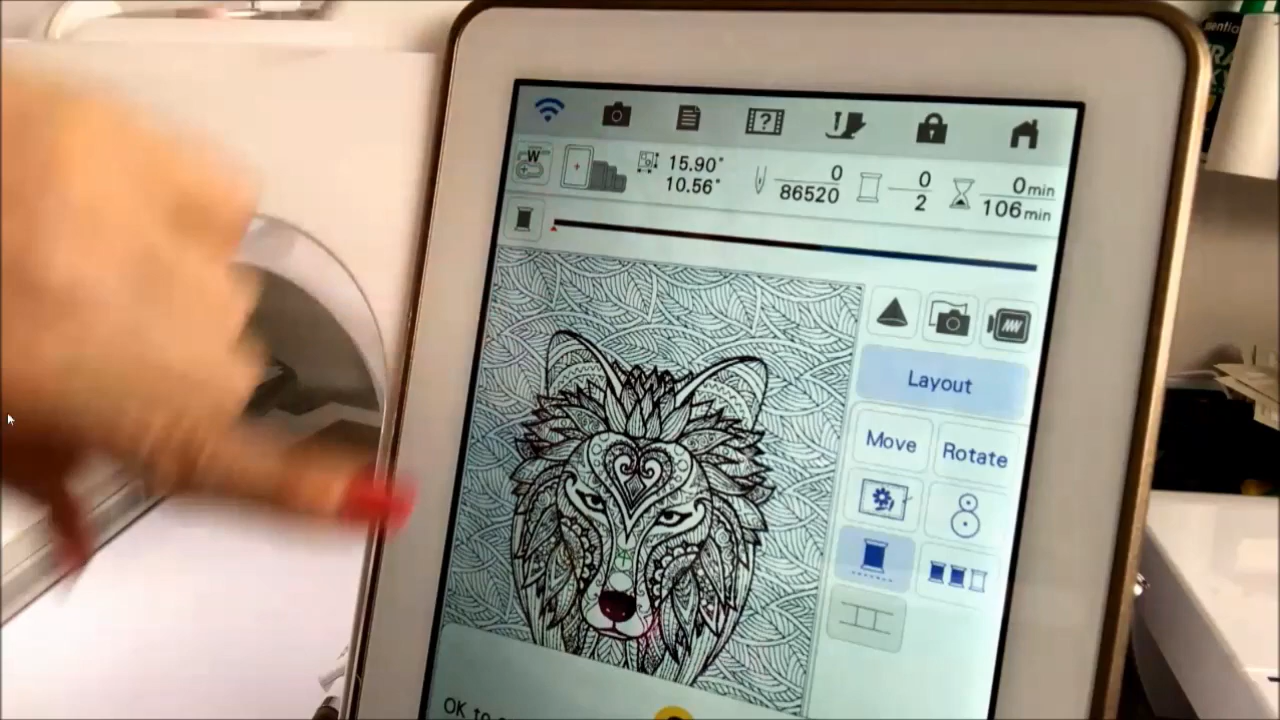 W
?
15.90"
10.56"
0
86520
0
2
0min
106min
Layout
Move
Rotate
OK to